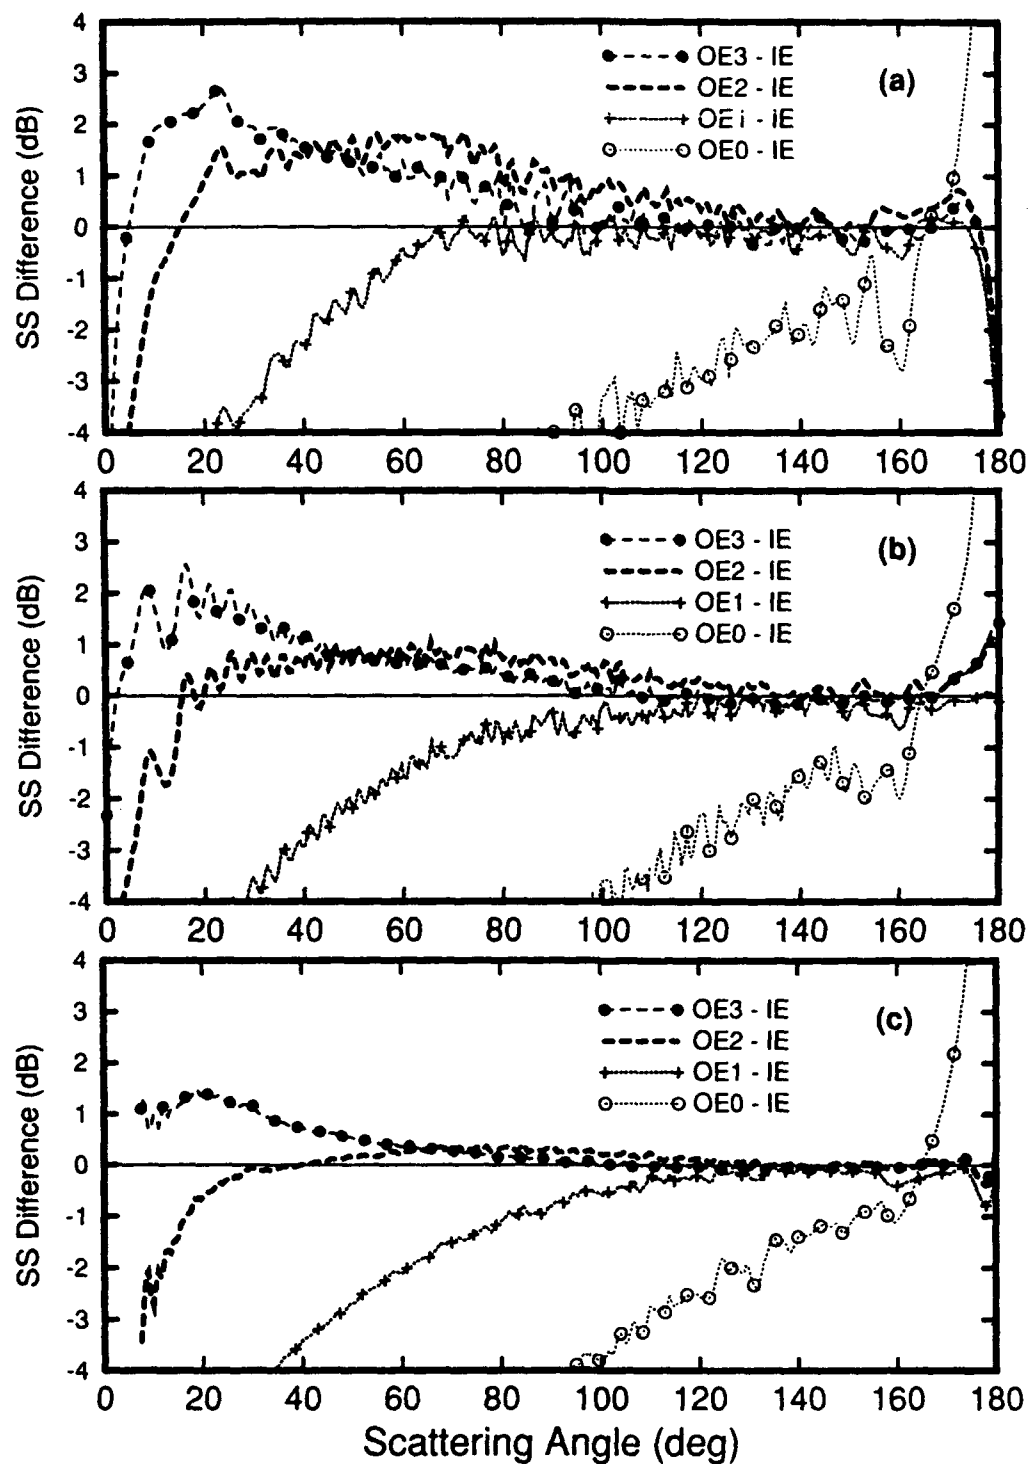 4
3
2
1
0
-1
-2
-3
-4
SS Difference (dB)
OE3 - IE
OE2 - IE
OEi - IE
OE0 - IE
(a)
0 20 40 60 80 100 120 140 160 180
4
3
2
1
0
-1
-2
-3
-4
SS Difference (dB)
OE3 - IE
OE2 - IE
OE1 - IE
OE0 - IE
(b)
0 20 40 60 80 100 120 140 160 180
4
3
2
1
0
-1
-2
-3
-4
SS Difference (dB)
OE3 - IE
OE2 - IE
OE1 - IE
OE0 - IE
(c)
0 20 40 60 80 100 120 140 160 180
Scattering Angle (deg)